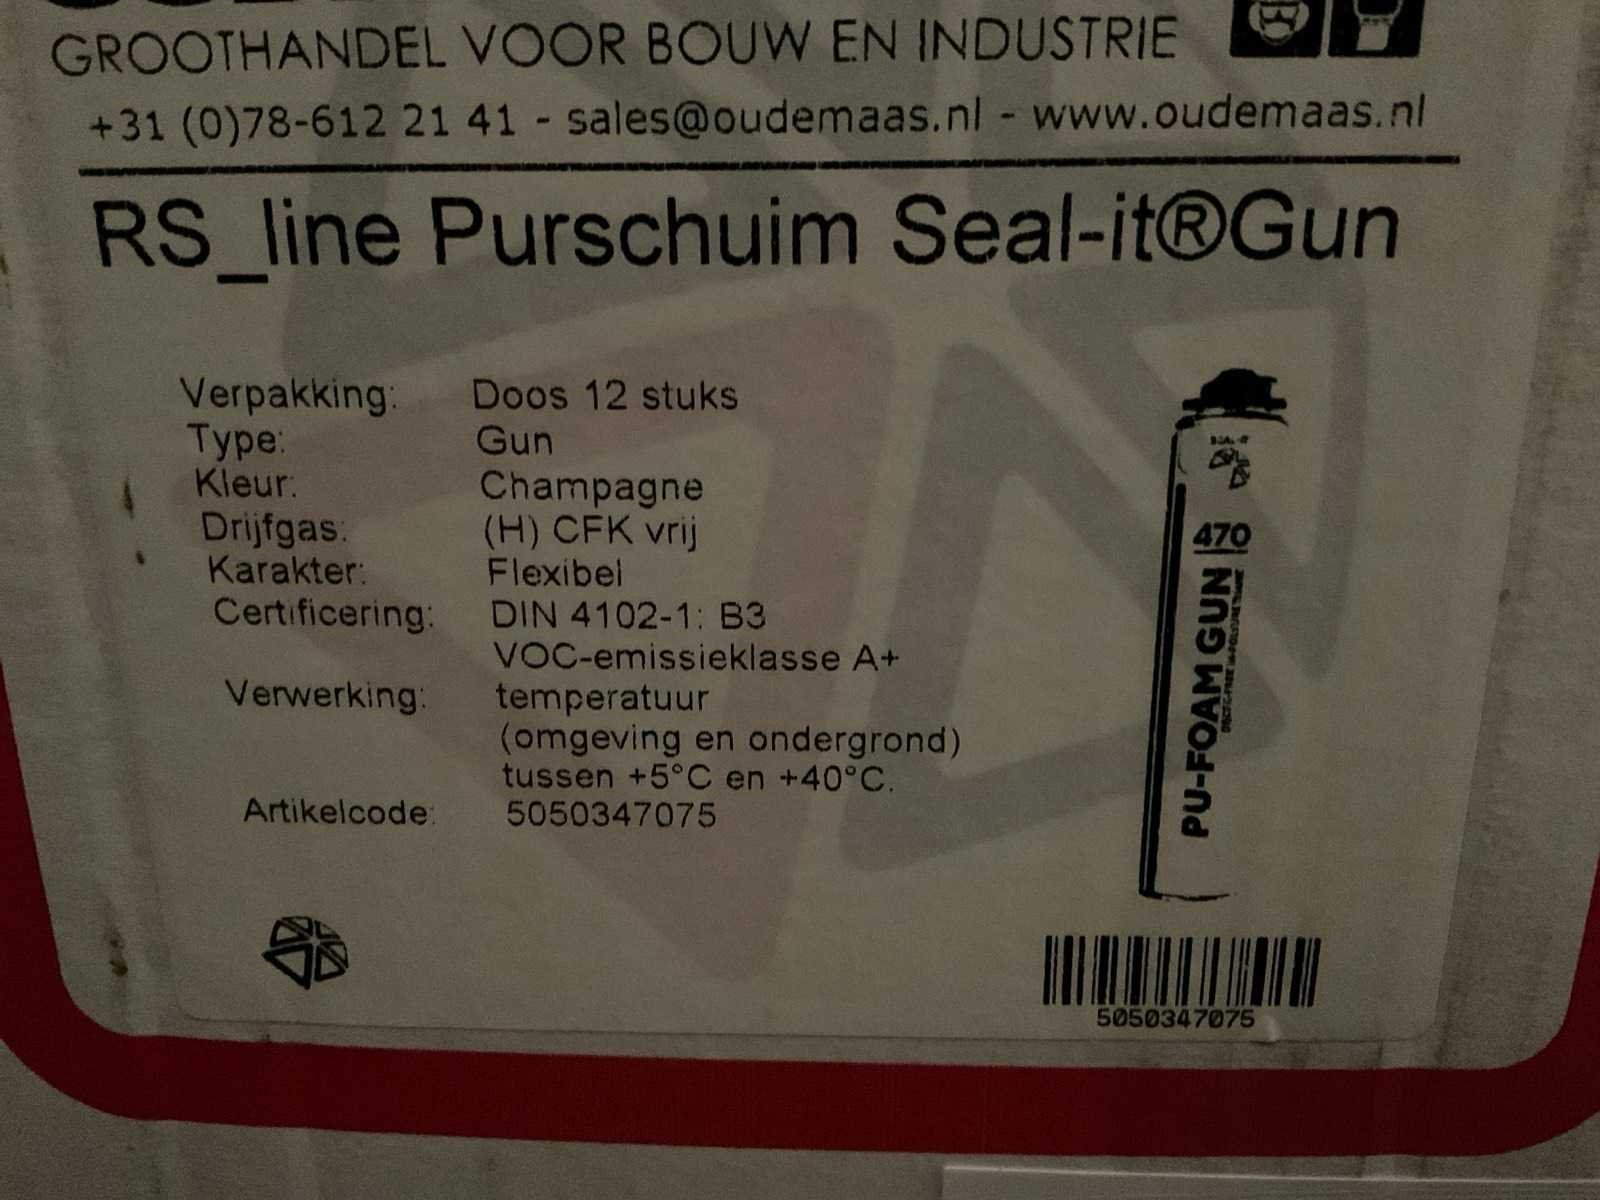 GROOTHANDEL VOOR BOUW EN INDUSTRIE
+31 (0)78-612 21 41 - sales@oudemaas.nl - www.oudemaas.nl
RS_line Purschuim Seal-it®Gun
Verpakking: Doos 12 stuks
Type: Gun
Kleur: Champagne
Drijfgas: (H) CFK vrij
Karakter: Flexibel
Certificering: DIN 4102-1: B3
VOC-emissieklasse A+
Verwerking: temperatuur
(omgeving en ondergrond)
tussen +5°C en +40°C.
Artikelcode: 5050347075
SEAL-IT
470
PU-FOAM GUN
5050347075